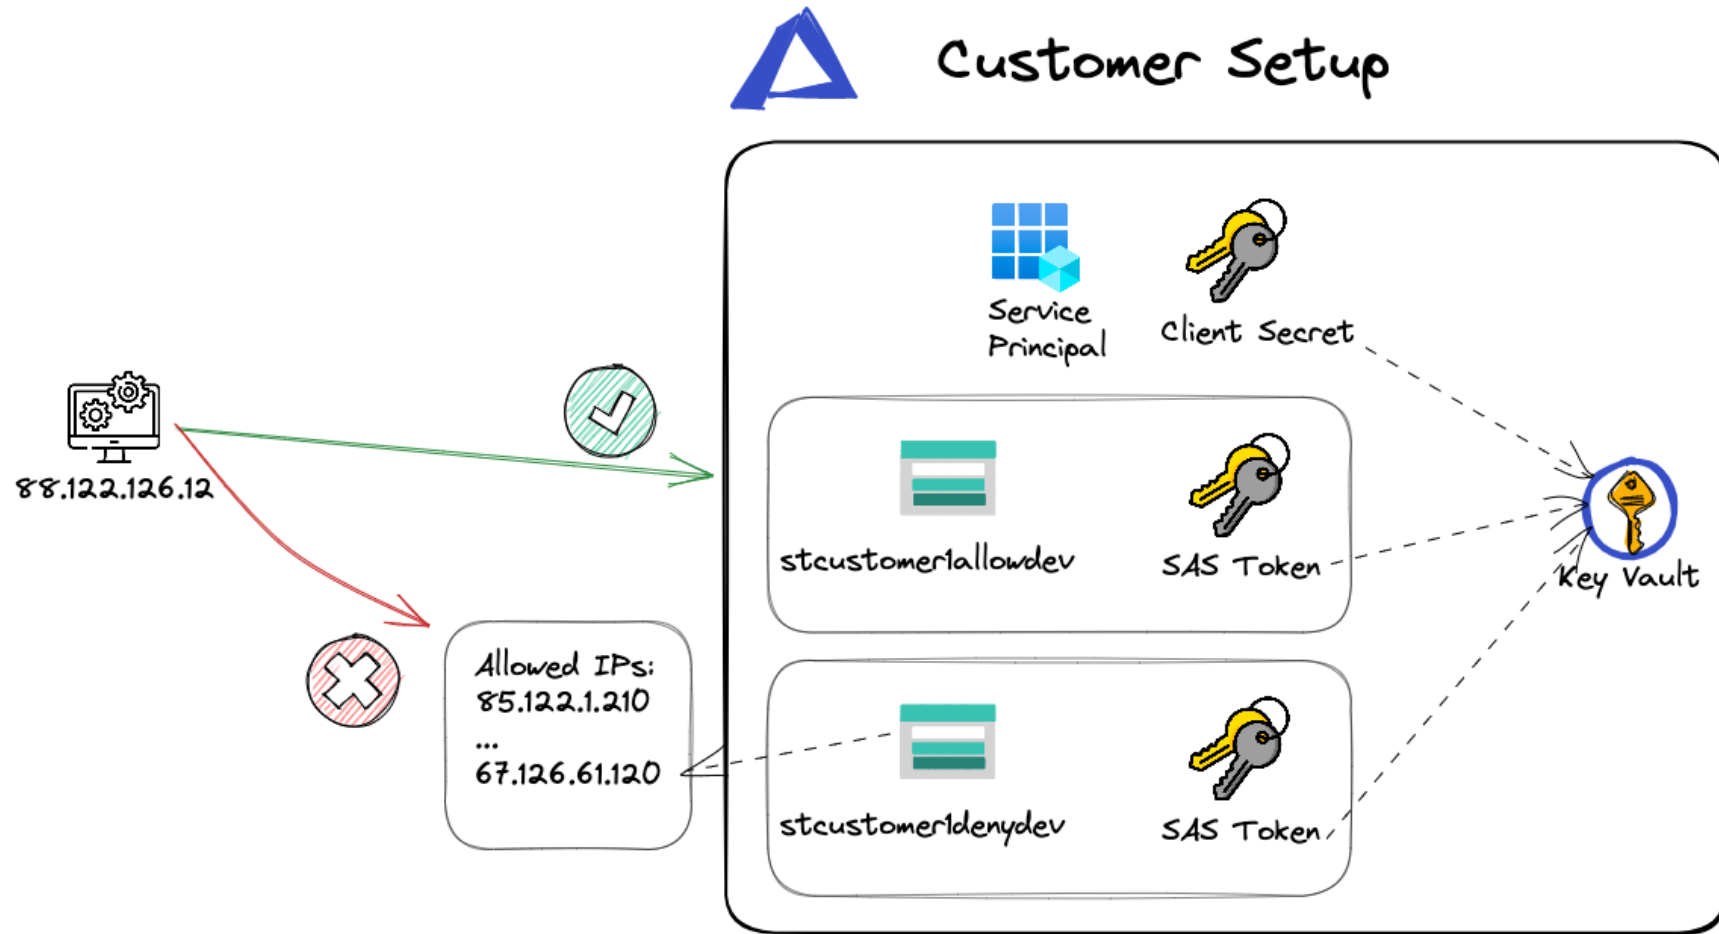 Customer Setup
Service
Principal
Client Secret
88.122.126.12
stcustomer1allowdev
SAS Token
Key Vault
Allowed IPs:
85.122.1.210
...
67.126.61.120
stcustomer1denydev
SAS Token